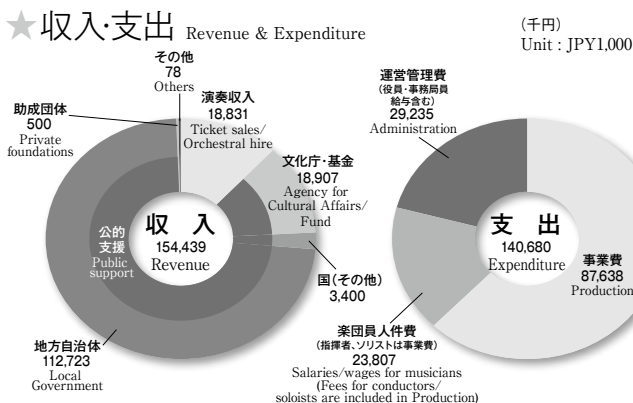 ★収入・支出 Revenue & Expenditure
(千円)
Unit : JPY1,000
その他
78
Others
助成団体
500
Private
foundations
演奏収入
18,831
Ticket sales/
Orchestral hire
文化庁・基金
18,907
Agency for
Cultural Affairs/
Fund
公的
支援
Public
support
収 入
154,439
Revenue
国(その他)
3,400
地方自治体
112,723
Local
Government
運営管理費
(役員・事務局員
給与含む)
29,235
Administration
支 出
140,680
Expenditure
事業費
87,638
Production
楽団員人件費
(指揮者、ソリストは事業費)
23,807
Salaries/wages for musicians
(Fees for conductors/
soloists are included in Production)